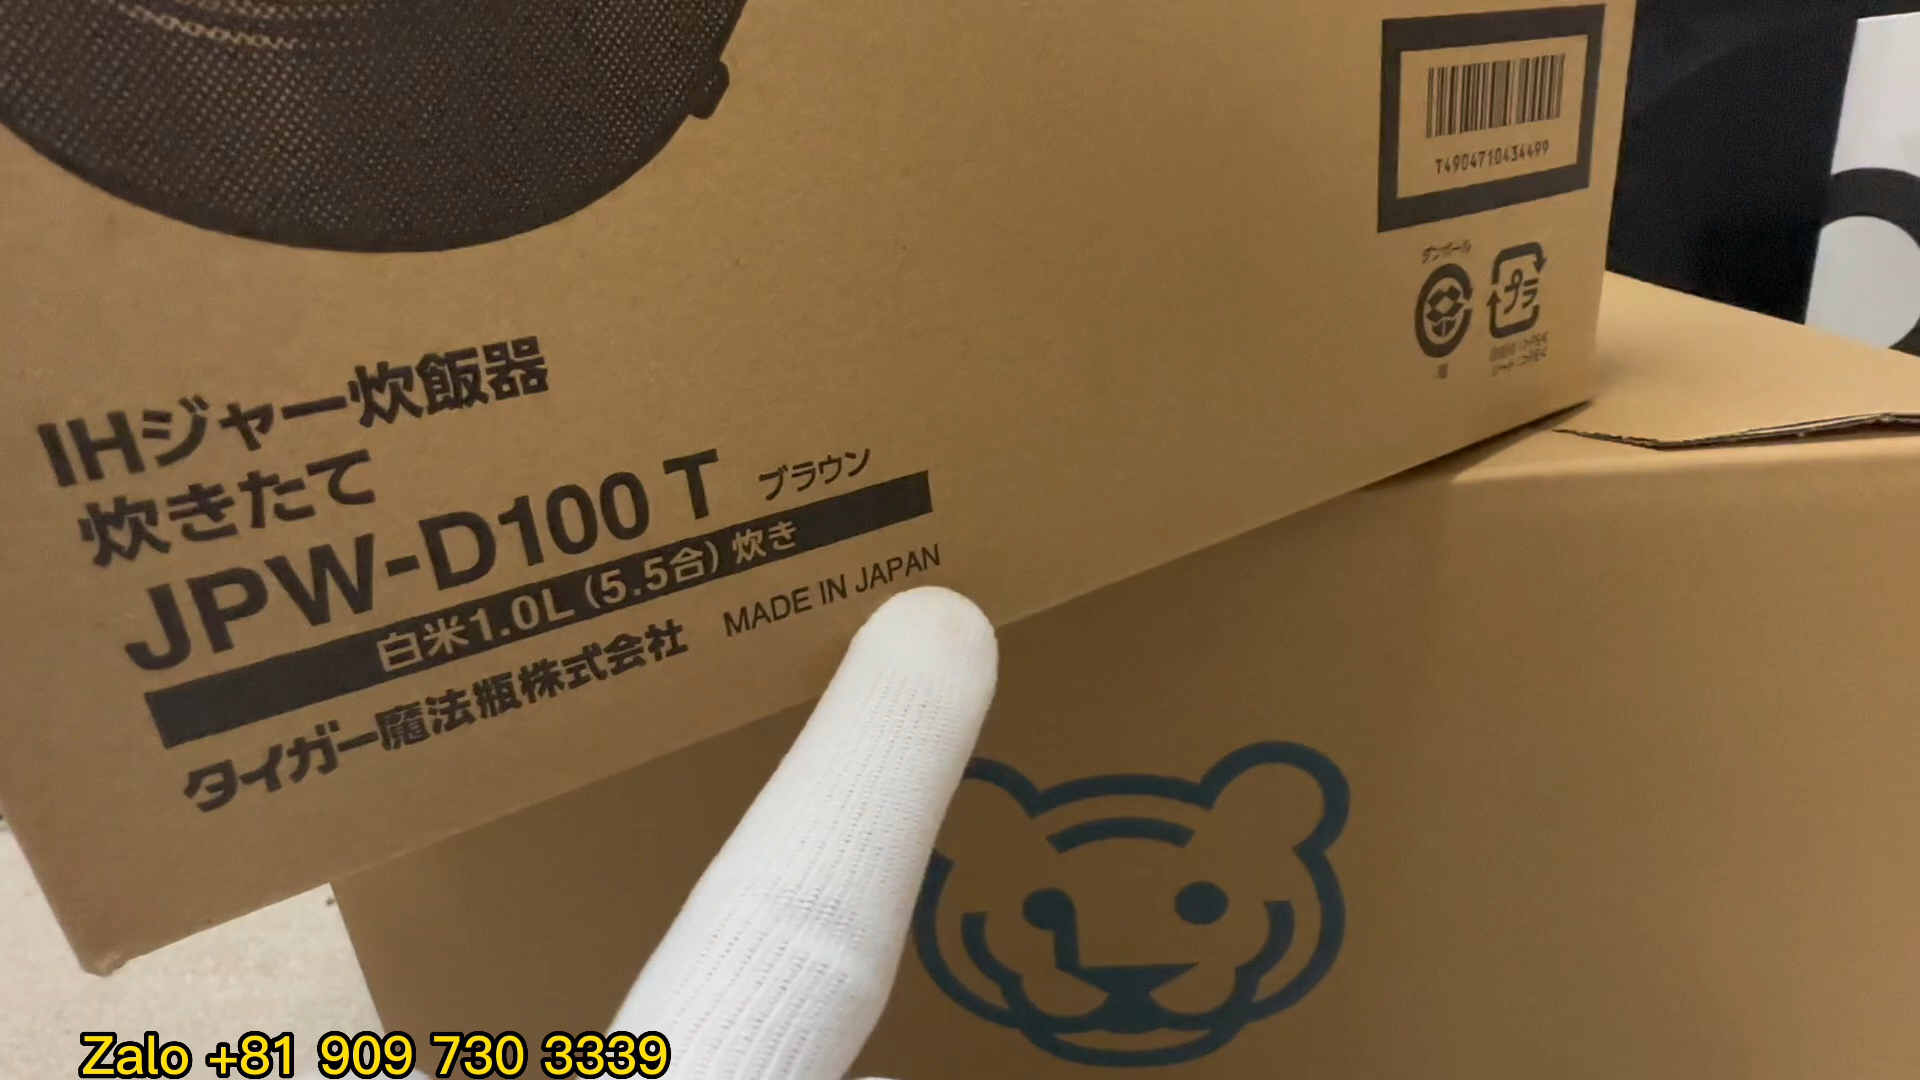 T4904710434499
ダンボール
プラ
IHジャー炊飯器
炊きたて
JPW-D100 T ブラウン
白米1.0L (5.5合) 炊き
タイガー魔法瓶株式会社 MADE IN JAPAN
Zalo +81 909 730 3339